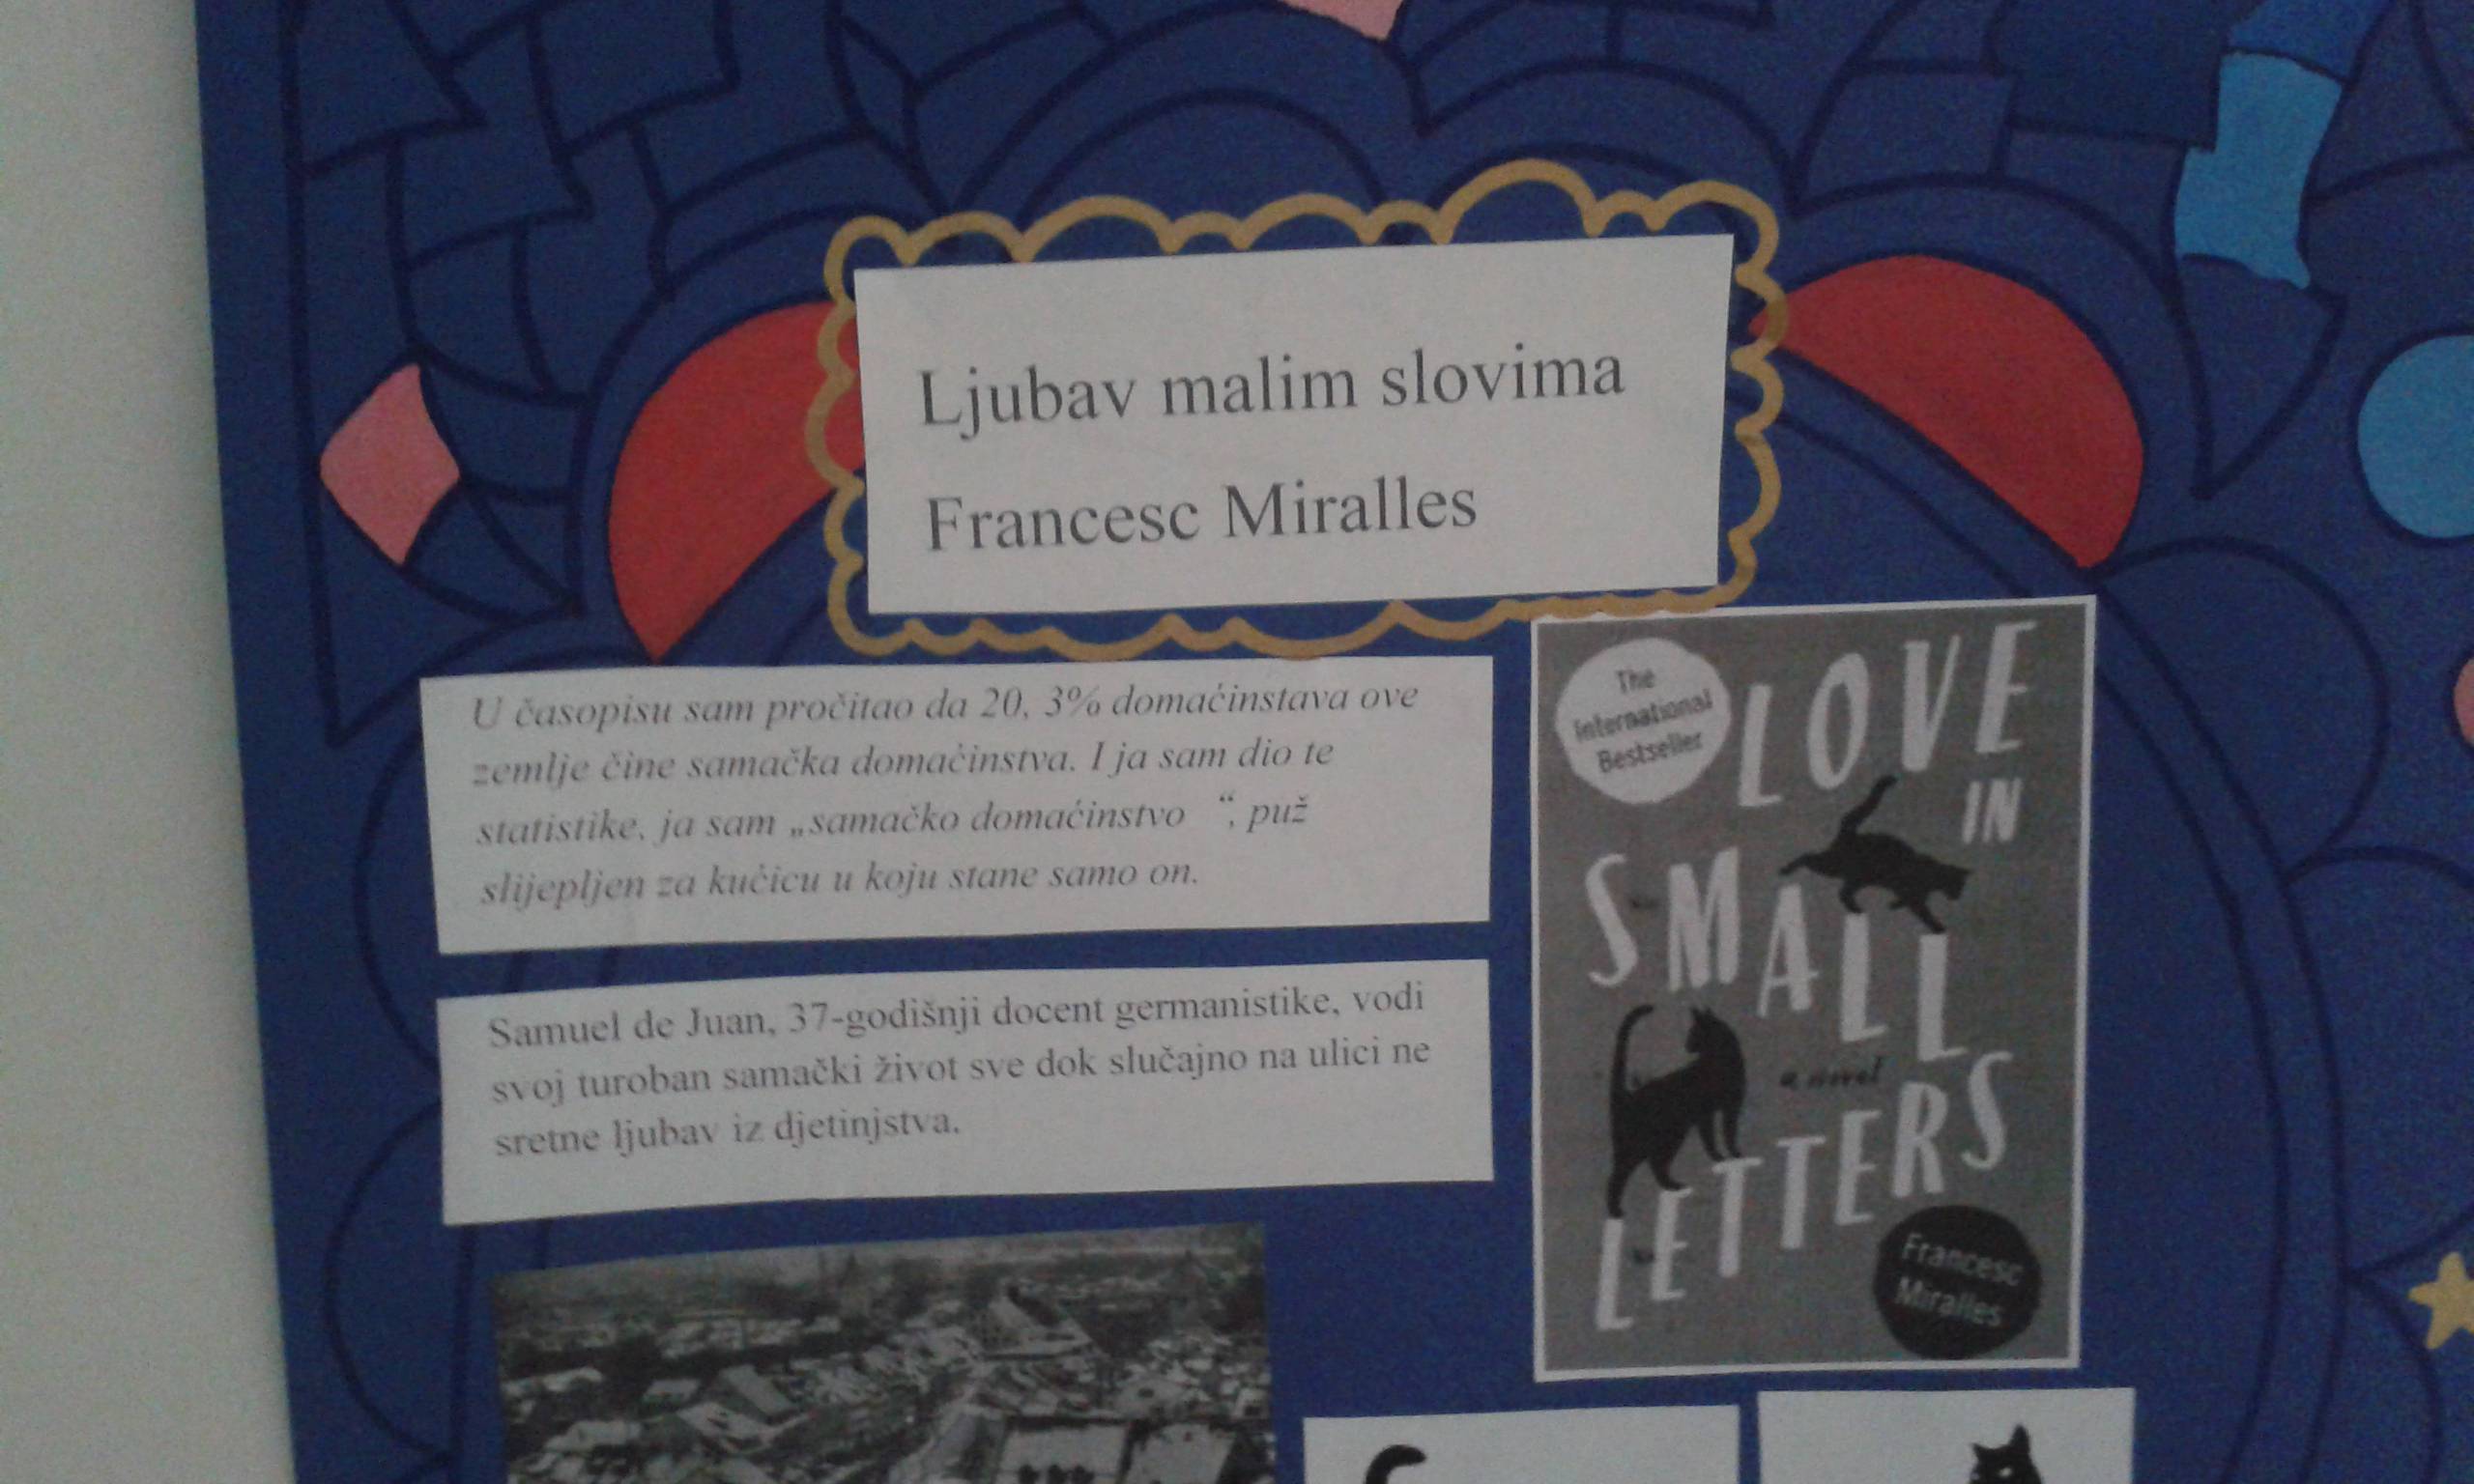 Ljubav malim slovima
Francesc Miralles
U časopisu sam pročitao da 20, 3% domaćinstava ove
zemlje čine samačka domaćinstva. I ja sam dio te
statistike, ja sam „samačko domaćinstvo “, puž
slijepljen za kućicu u koju stane samo on.
Samuel de Juan, 37-godišnji docent germanistike, vodi
svoj turoban samački život sve dok slučajno na ulici ne
sretne ljubav iz djetinjstva.
The
International
Bestseller
LOVE
IN
SMALL
a novel
LETTERS
Francesc
Miralles